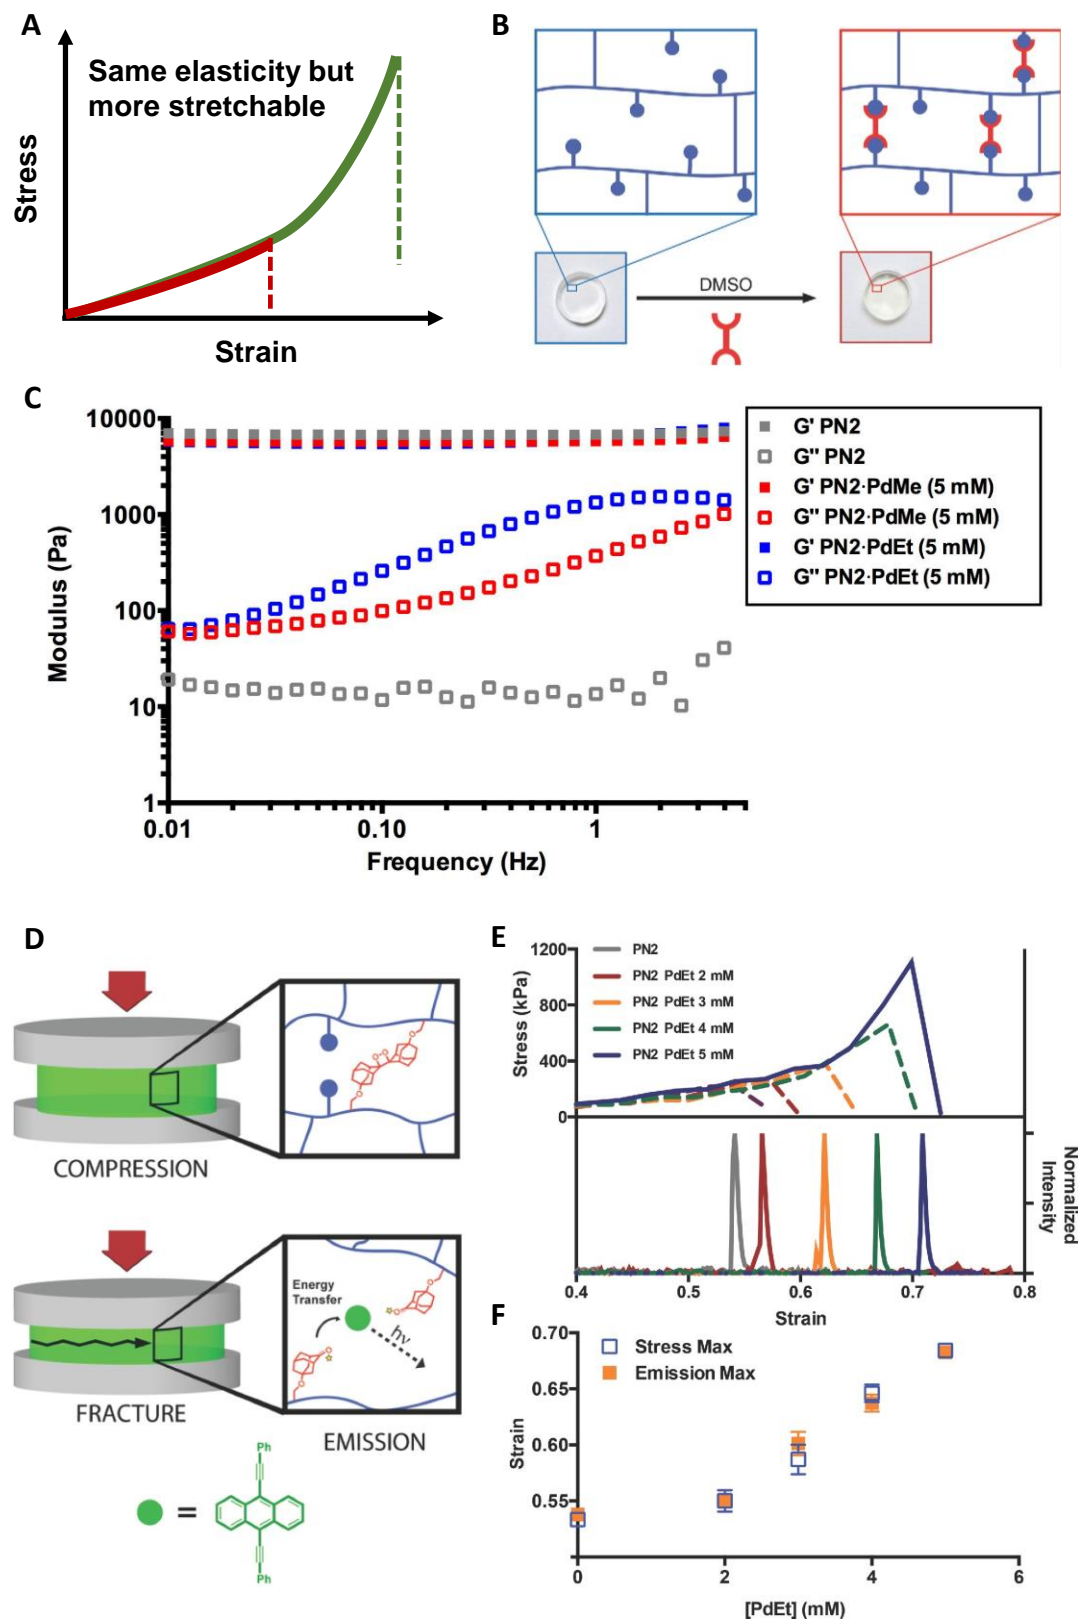 A
Same elasticity but
more stretchable
Stress
Strain
B
DMSO
C
10000
1000
100
10
1
0.01
0.10
1
Modulus (Pa)
Frequency (Hz)
G' PN2
G'' PN2
G' PN2·PdMe (5 mM)
G'' PN2·PdMe (5 mM)
G' PN2·PdEt (5 mM)
G'' PN2·PdEt (5 mM)
D
COMPRESSION
FRACTURE
Energy
Transfer
hν
EMISSION
=
Ph
Ph
E
1200
800
400
0
Stress (kPa)
PN2
PN2 PdEt 2 mM
PN2 PdEt 3 mM
PN2 PdEt 4 mM
PN2 PdEt 5 mM
Normalized
Intensity
0.4
0.5
0.6
0.7
0.8
Strain
F
0.70
0.65
0.60
0.55
Strain
Stress Max
Emission Max
0
2
4
6
[PdEt] (mM)